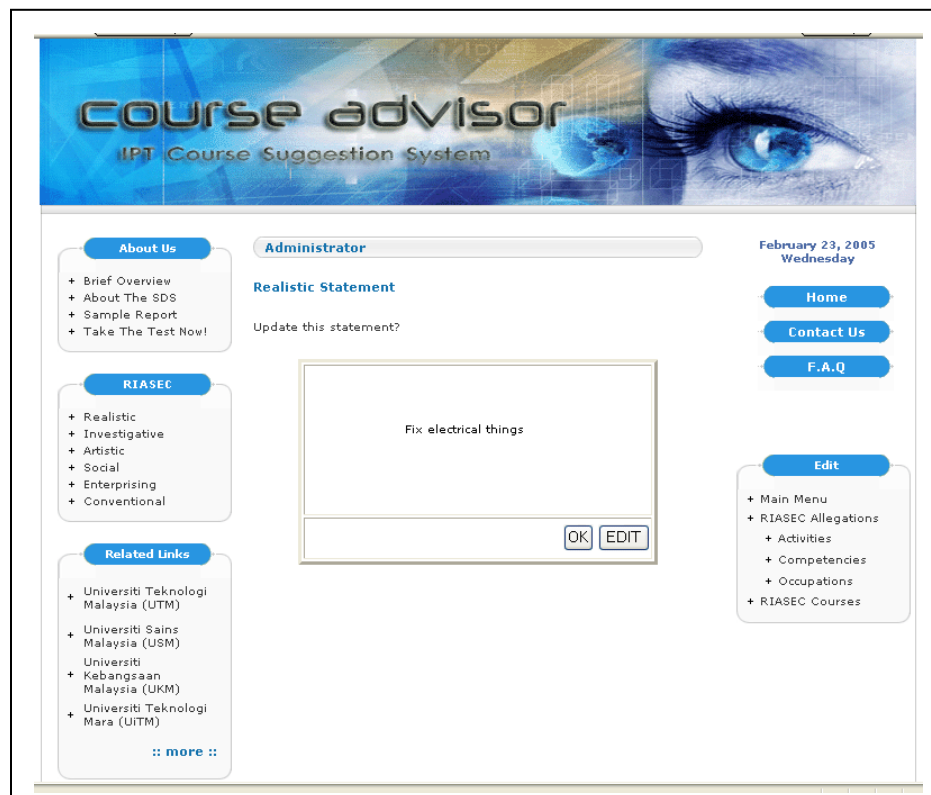 course advisor
IPT Course Suggestion System
About Us
+ Brief Overview
+ About The SDS
+ Sample Report
+ Take The Test Now!
RIASEC
+ Realistic
+ Investigative
+ Artistic
+ Social
+ Enterprising
+ Conventional
Related Links
+ Universiti Teknologi
Malaysia (UTM)
+ Universiti Sains
Malaysia (USM)
Universiti
+ Kebangsaan
Malaysia (UKM)
+ Universiti Teknologi
Mara (UiTM)
:: more ::
Administrator
Realistic Statement
Update this statement?
Fix electrical things
OK EDIT
February 23, 2005
Wednesday
Home
Contact Us
F.A.Q
Edit
+ Main Menu
+ RIASEC Allegations
+ Activities
+ Competencies
+ Occupations
+ RIASEC Courses